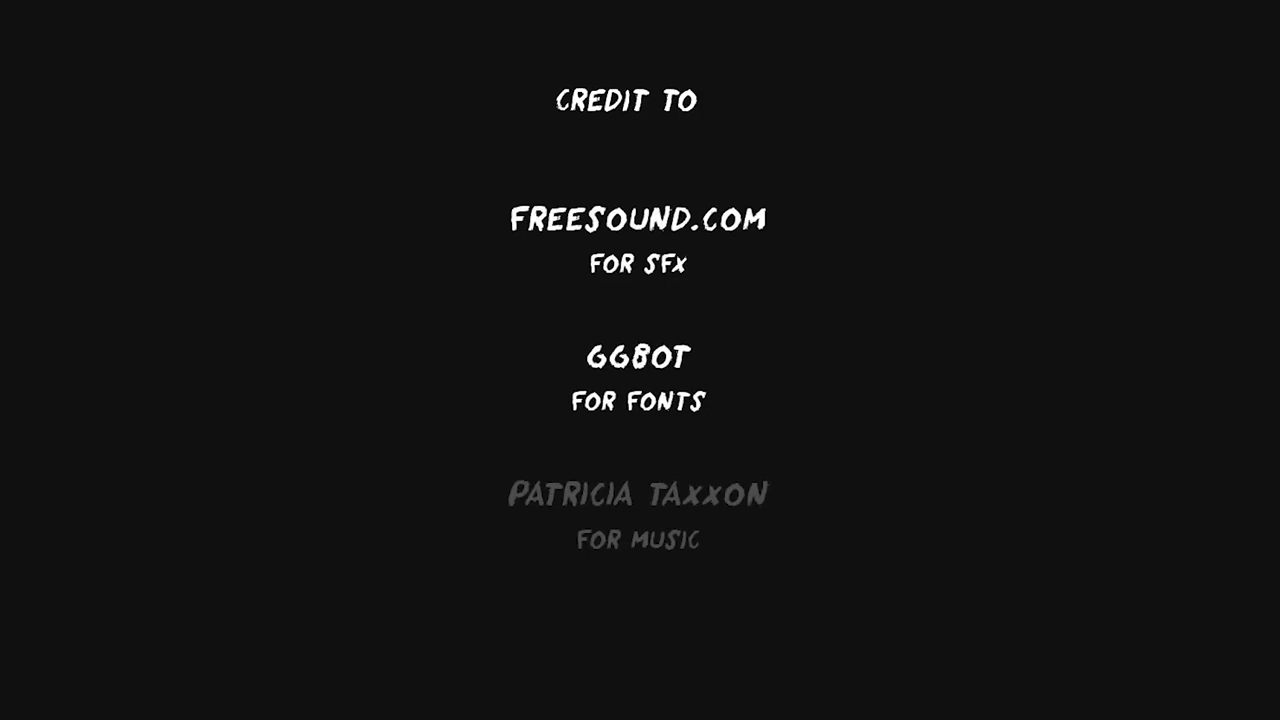 CREDIT TO
FREESOUND.COM
FOR SFX
GGBOT
FOR FONTS
PATRICIA TAXXON
FOR MUSIC